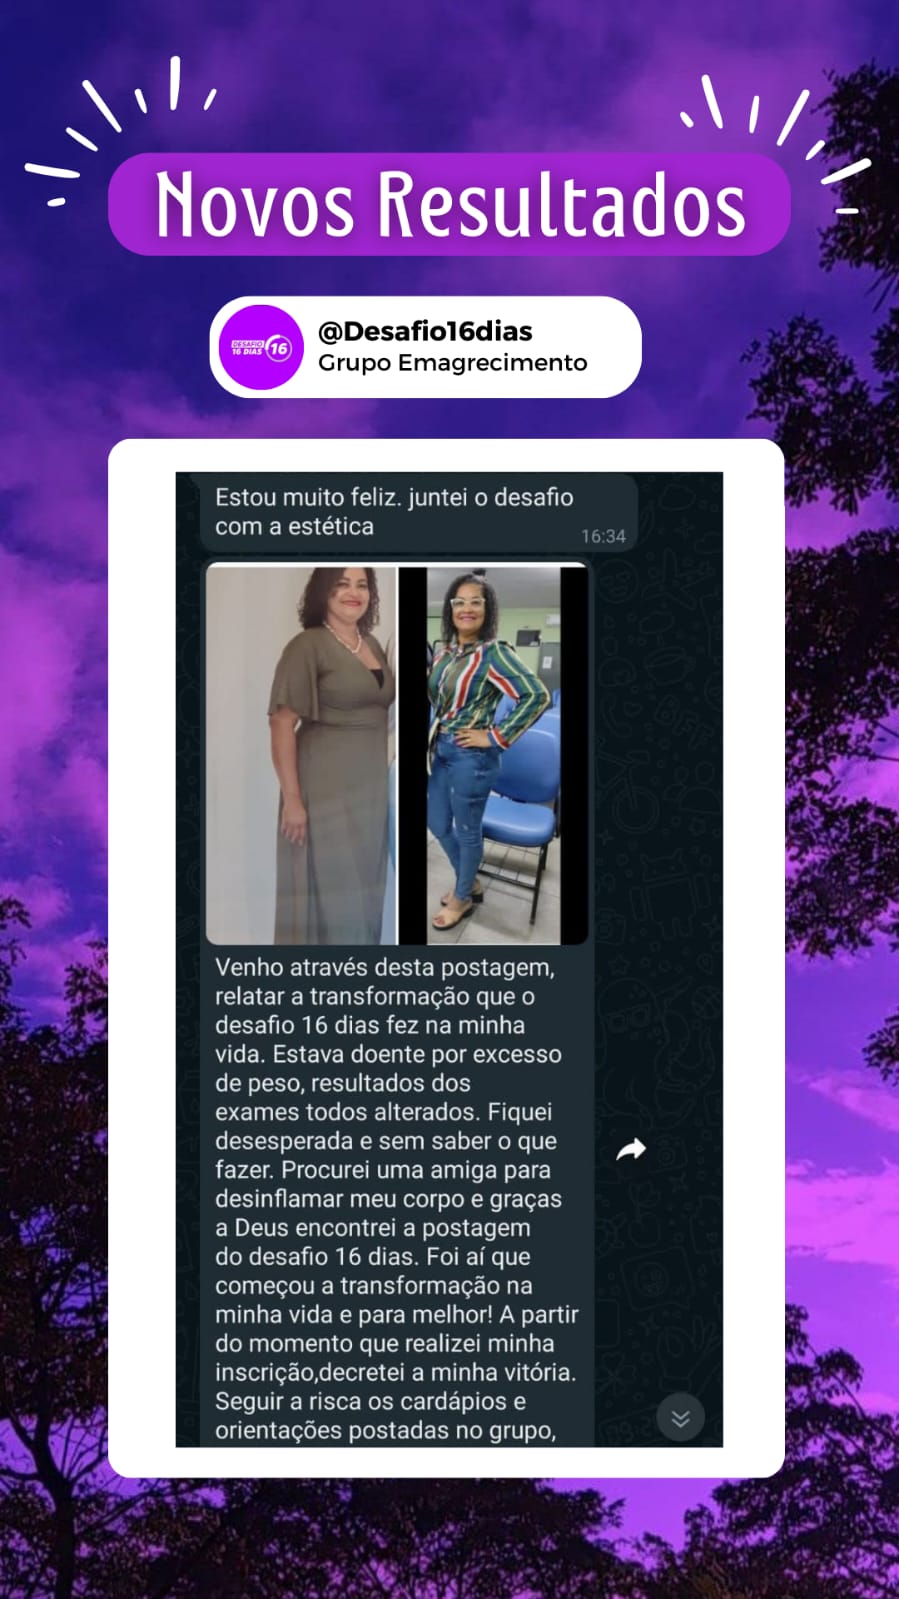 Novos Resultados
DESAFIO
16 DIAS 16
@Desafio16dias
Grupo Emagrecimento
Estou muito feliz. juntei o desafio
com a estética
16:34
Venho através desta postagem,
relatar a transformação que o
desafio 16 dias fez na minha
vida. Estava doente por excesso
de peso, resultados dos
exames todos alterados. Fiquei
desesperada e sem saber o que
fazer. Procurei uma amiga para
desinflamar meu corpo e graças
a Deus encontrei a postagem
do desafio 16 dias. Foi aí que
começou a transformação na
minha vida e para melhor! A partir
do momento que realizei minha
inscrição,decretei a minha vitória.
Seguir a risca os cardápios e
orientações postadas no grupo,